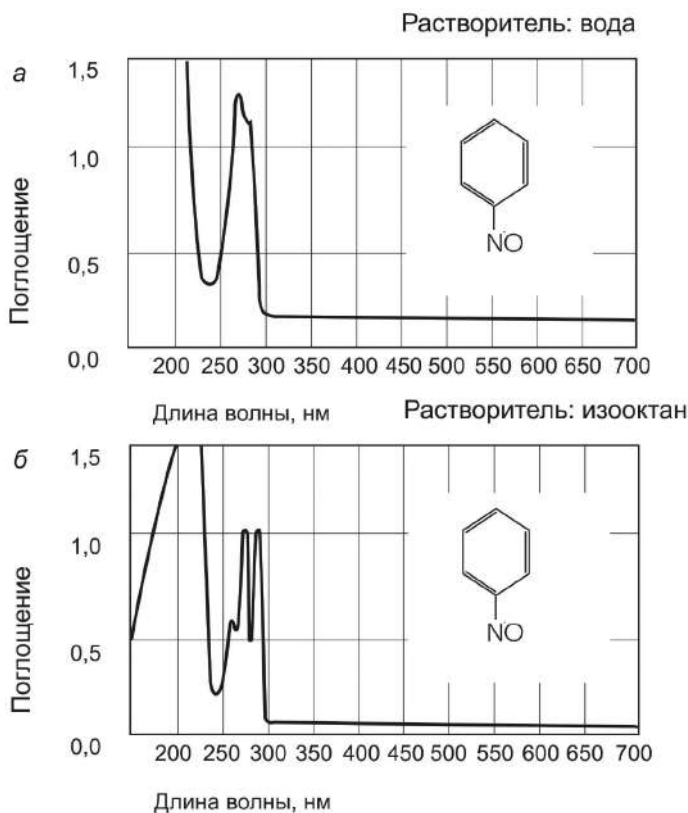 Растворитель: вода
а
1,5
1,0
0,5
0,0
Поглощение
NO
200 250 300 350 400 450 500 550 600 650 700
Длина волны, нм
Растворитель: изооктан
б
1,5
1,0
0,5
0,0
Поглощение
NO
200 250 300 350 400 450 500 550 600 650 700
Длина волны, нм